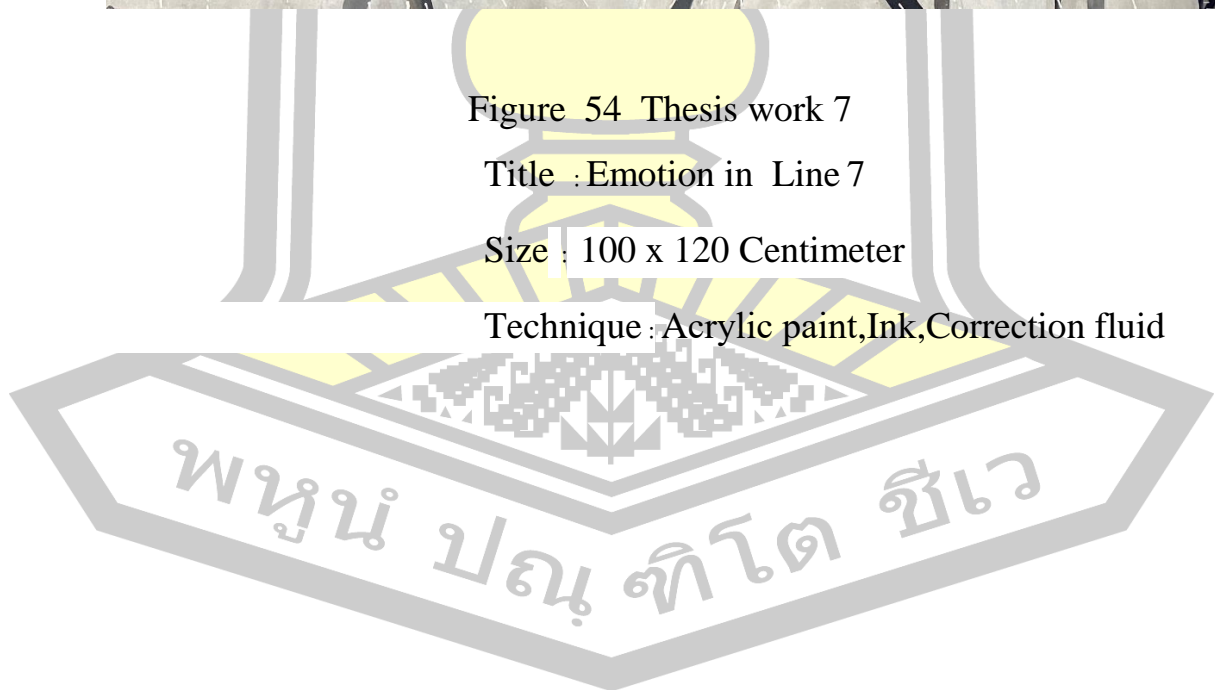 Figure 54 Thesis work 7
Title : Emotion in Line 7
Size : 100 x 120 Centimeter
Technique : Acrylic paint,Ink,Correction fluid
พหูนํ ปณฺฑิโต ชีเว